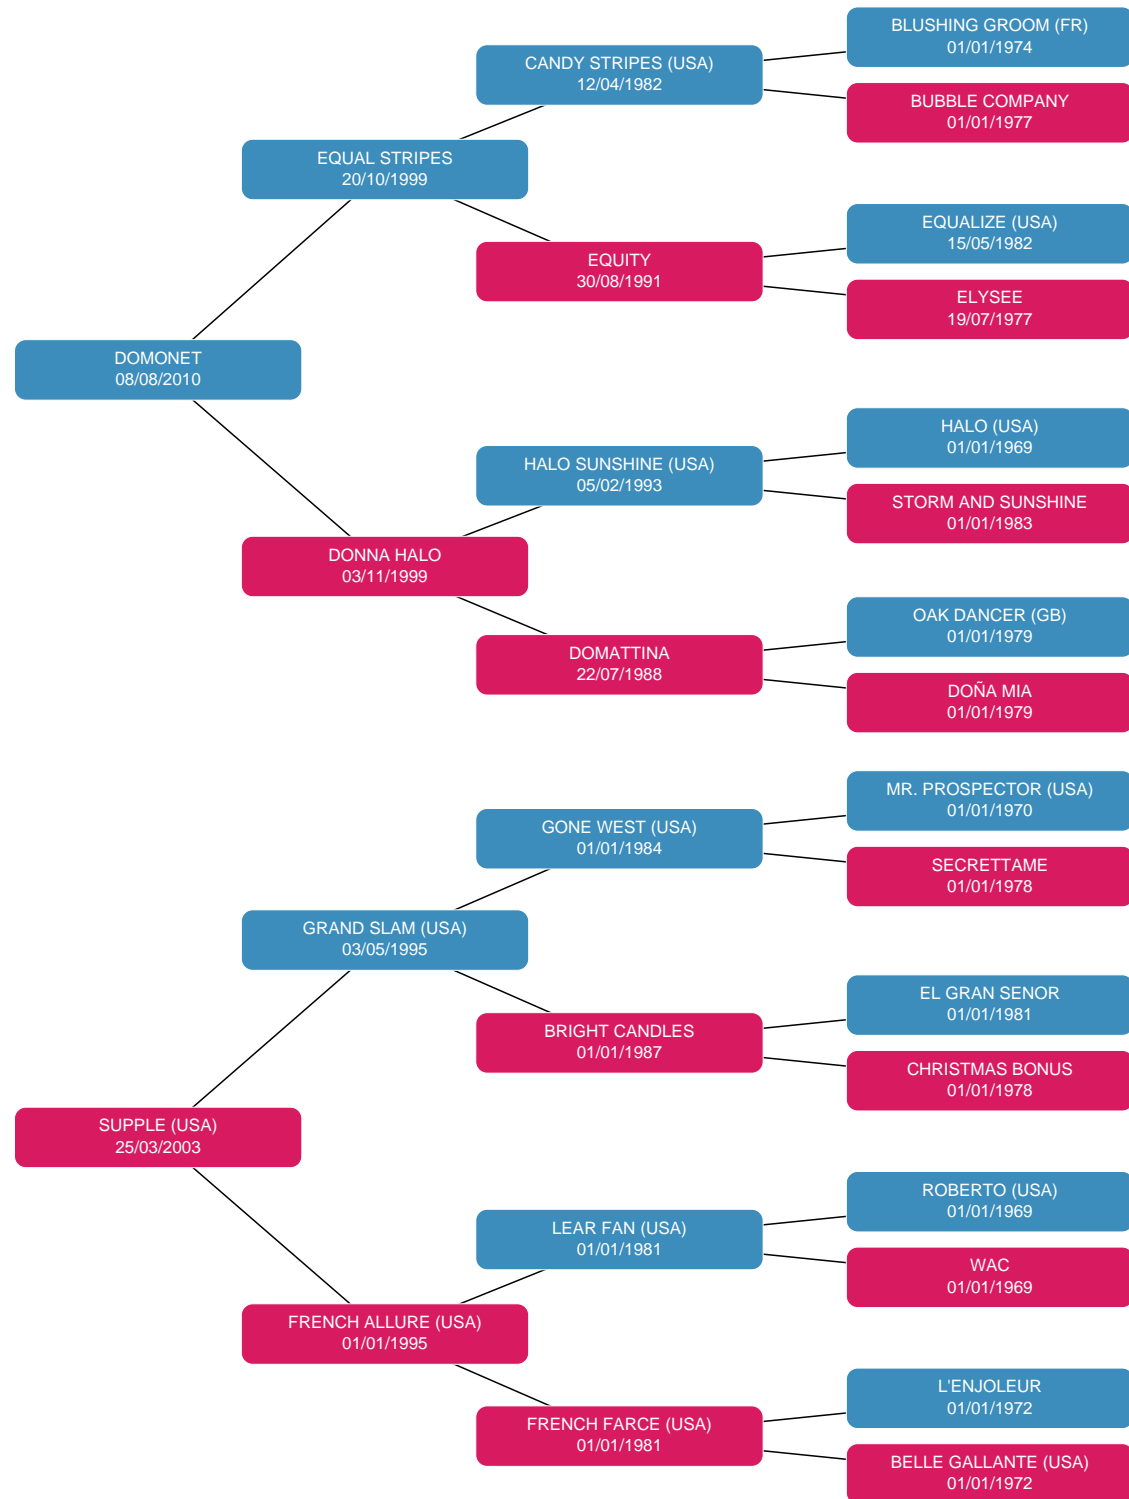 BLUSHING GROOM (FR)
01/01/1974
CANDY STRIPES (USA)
12/04/1982
BUBBLE COMPANY
01/01/1977
EQUAL STRIPES
20/10/1999
EQUALIZE (USA)
15/05/1982
EQUITY
30/08/1991
ELYSEE
19/07/1977
DOMONET
08/08/2010
HALO (USA)
01/01/1969
HALO SUNSHINE (USA)
05/02/1993
STORM AND SUNSHINE
01/01/1983
DONNA HALO
03/11/1999
OAK DANCER (GB)
01/01/1979
DOMATTINA
22/07/1988
DOÑA MIA
01/01/1979
MR. PROSPECTOR (USA)
01/01/1970
GONE WEST (USA)
01/01/1984
SECRETTAME
01/01/1978
GRAND SLAM (USA)
03/05/1995
EL GRAN SENOR
01/01/1981
BRIGHT CANDLES
01/01/1987
CHRISTMAS BONUS
01/01/1978
SUPPLE (USA)
25/03/2003
ROBERTO (USA)
01/01/1969
LEAR FAN (USA)
01/01/1981
WAC
01/01/1969
FRENCH ALLURE (USA)
01/01/1995
L'ENJOLEUR
01/01/1972
FRENCH FARCE (USA)
01/01/1981
BELLE GALLANTE (USA)
01/01/1972